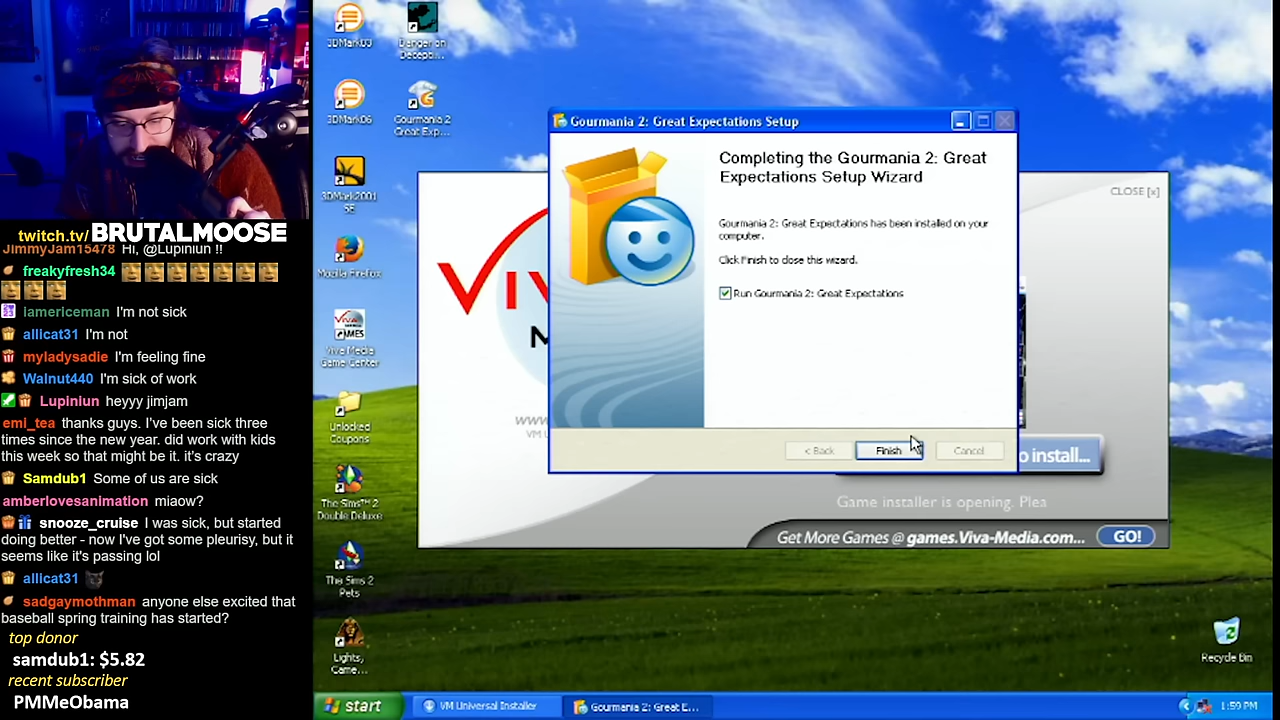 twitch.tv/BRUTALMOOSE
JimmyJam15478 Hi, @Lupiniun !!
freakyfresh34
iamericeman I'm not sick
allicat31 I'm not
myladysadie I'm feeling fine
Walnut440 I'm sick of work
Lupiniun heyyy jimjam
emi_tea thanks guys. I've been sick three
times since the new year. did work with kids
this week so that might be it. it's crazy
Samdub1 Some of us are sick
amberlovesanimation miaow?
snooze_cruise I was sick, but started
doing better - now I've got some pleurisy, but it
seems like it's passing lol
allicat31
sadgaymothman anyone else excited that
baseball spring training has started?
top donor
samdub1: $5.82
recent subscriber
PMMeObama
3DMark03
Danger on
Decepti...
3DMark06
Gourmania 2
Great Exp...
3DMark2001
SE
Mozilla Firefox
Viva Media
Game Center
Unlocked
Coupons
The Sims™ 2
Double Deluxe
The Sims 2
Pets
Lights,
Came...
Gourmania 2: Great Expectations Setup
Completing the Gourmania 2: Great
Expectations Setup Wizard
Gourmania 2: Great Expectations has been installed on your
computer.
Click Finish to close this wizard.
Run Gourmania 2: Great Expectations
< Back
Finish
Cancel
CLOSE [x]
VIV
M
www
o install...
Game installer is opening. Plea
Get More Games @ games.Viva-Media.com...
GO!
Recycle Bin
start
VM Universal Installer
Gourmania 2: Great E...
1:59 PM